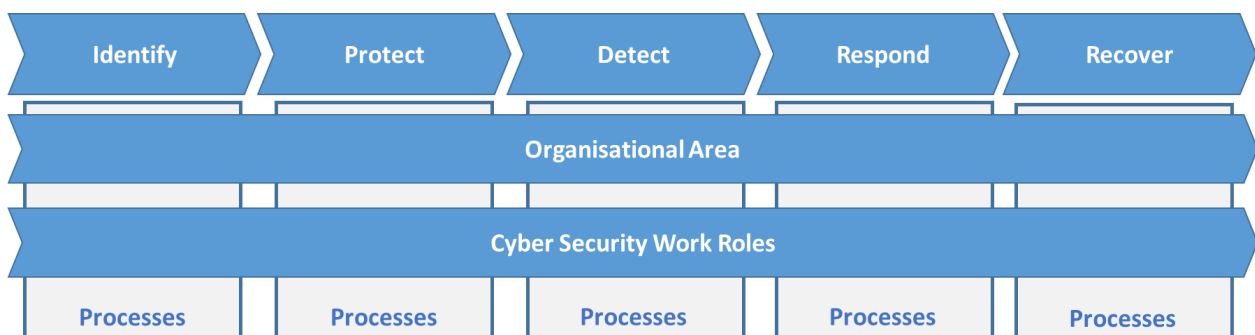 Identify
Protect
Detect
Respond
Recover
Organisational Area
Cyber Security Work Roles
Processes
Processes
Processes
Processes
Processes